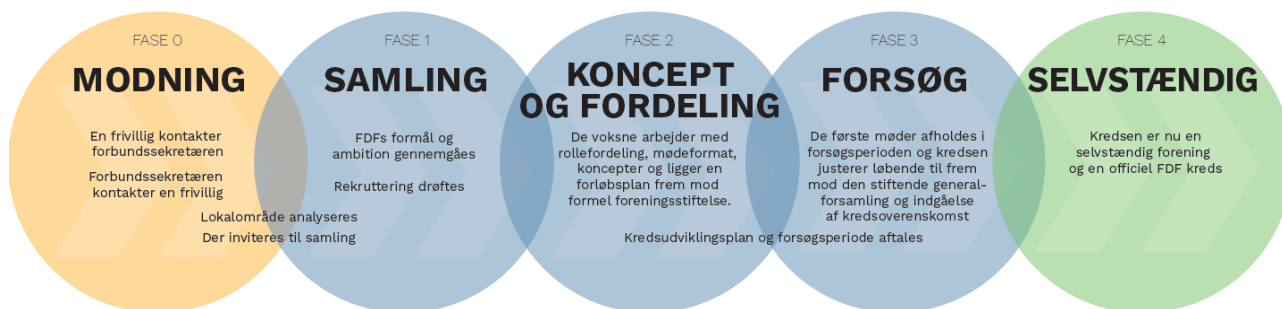 FASE 0
MODNING
En frivillig kontakter
forbundssekretæren
Forbundssekretæren
kontakter en frivillig
Lokalområde analyseres
Der inviteres til samling
FASE 1
SAMLING
FDFs formål og
ambition gennemgåes
Rekruttering drøftes
FASE 2
KONCEPT
OG FORDELING
De voksne arbejder med
rollefordeling, mødeformat,
koncepter og ligger en
forløbsplan frem mod
formel foreningsstiftelse.
Kredsudviklingsplan og forsøgsperiode aftales
FASE 3
FORSØG
De første møder afholdes i
forsøgsperioden og kredsen
justerer løbende til frem
mod den stiftende general-
forsamling og indgåelse
af kredsoverenskomst
FASE 4
SELVSTÆNDIG
Kredsen er nu en
selvstændig forening
og en officiel FDF kreds